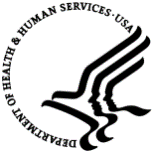 DEPARTMENT OF HEALTH & HUMAN SERVICES · USA